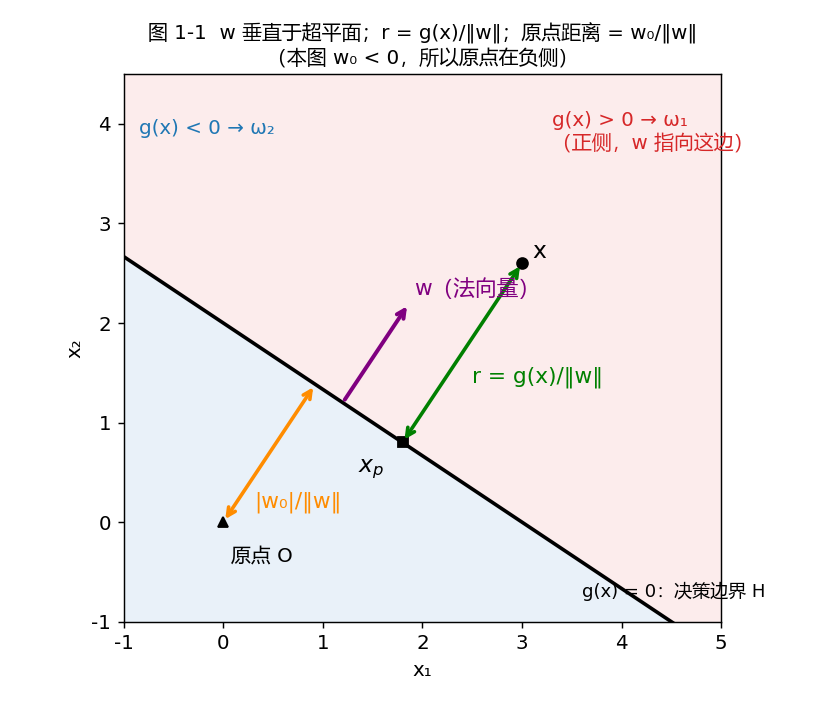 图 1-1  w 垂直于超平面；r = g(x)/‖w‖；原点距离 = w₀/‖w‖
（本图 w₀ < 0，所以原点在负侧）
g(x) < 0 → ω₂
g(x) > 0 → ω₁
（正侧，w 指向这边）
x
w（法向量）
r = g(x)/‖w‖
xₚ
|w₀|/‖w‖
原点 O
g(x) = 0：决策边界 H
4
3
2
1
0
-1
-1 0 1 2 3 4 5
x₁
x₂